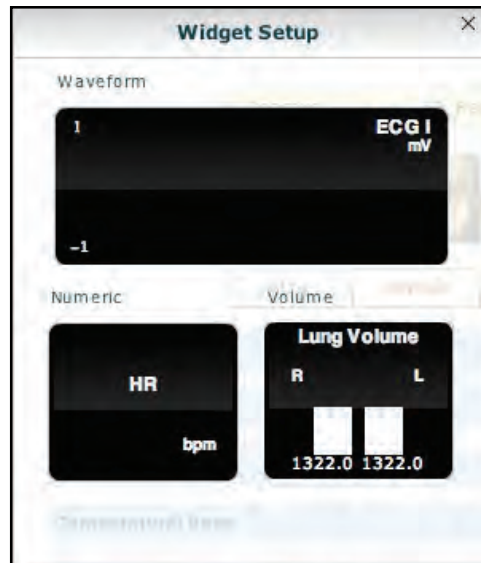 Widget Setup
×
Waveform
1
ECG I
mV
-1
Numeric
Volume
HR
bpm
Lung Volume
R L
1322.0 1322.0